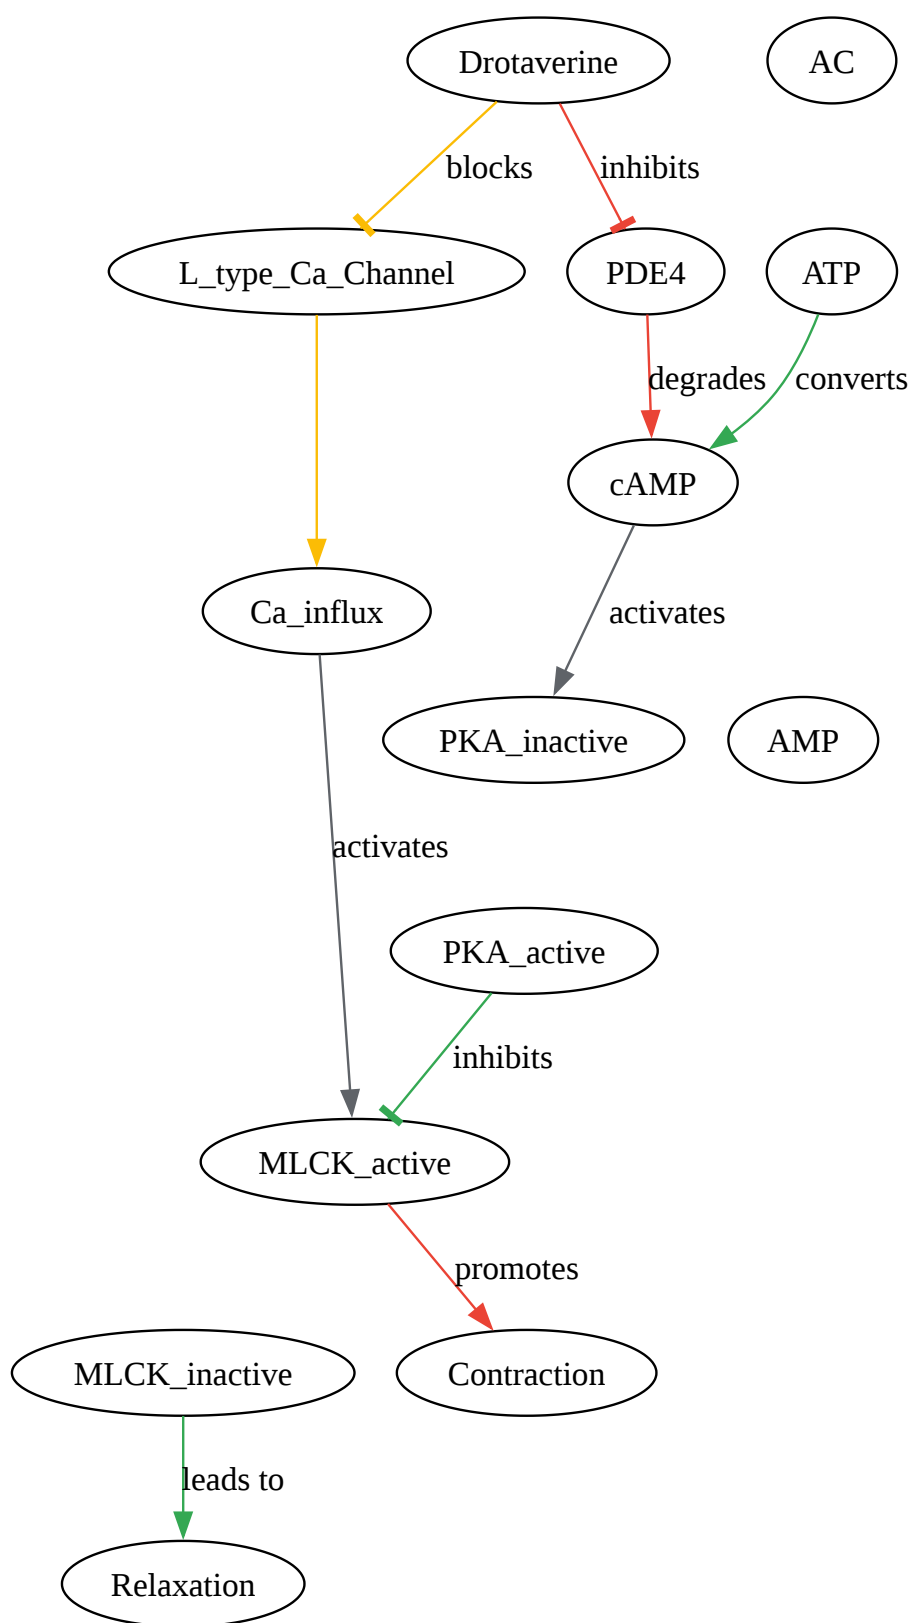 Drotaverine
AC
blocks
inhibits
L_type_Ca_Channel
PDE4
ATP
degrades
converts
cAMP
Ca_influx
activates
PKA_inactive
AMP
activates
PKA_active
inhibits
MLCK_active
promotes
MLCK_inactive
Contraction
leads to
Relaxation